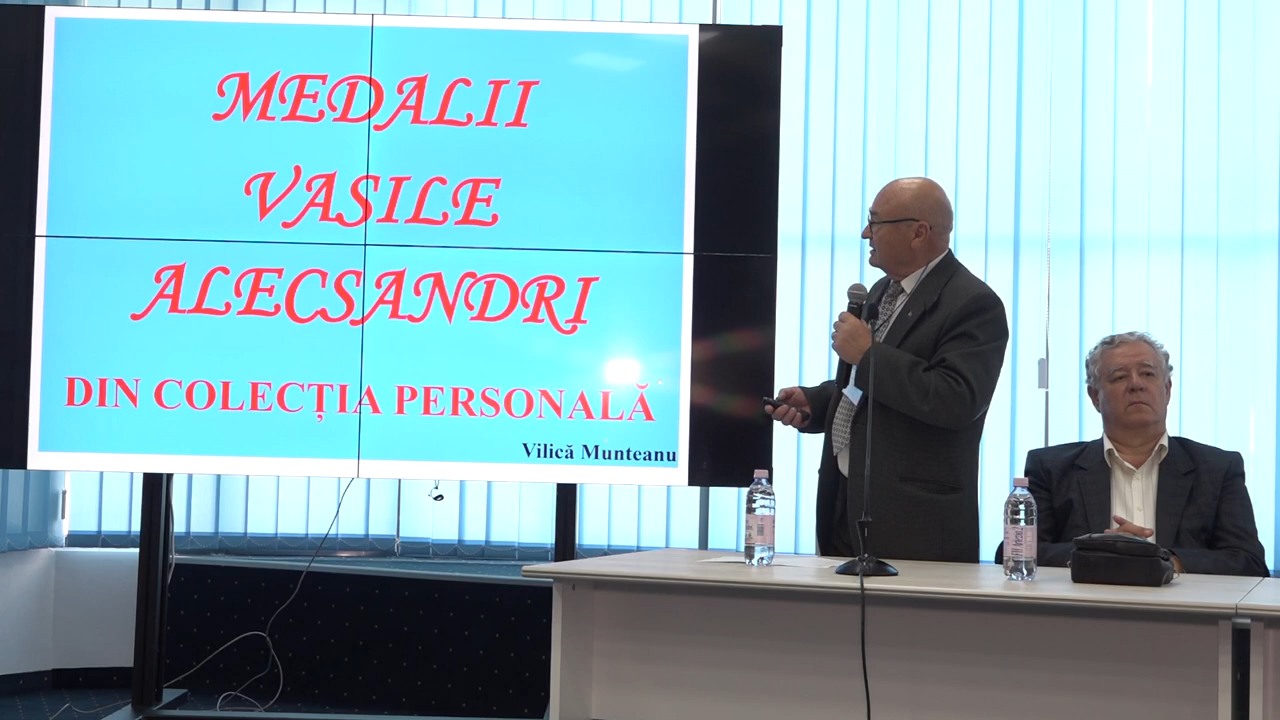 MEDALII
VASILE
ALECSANDRI
DIN COLECȚIA PERSONALĂ
Vilică Munteanu